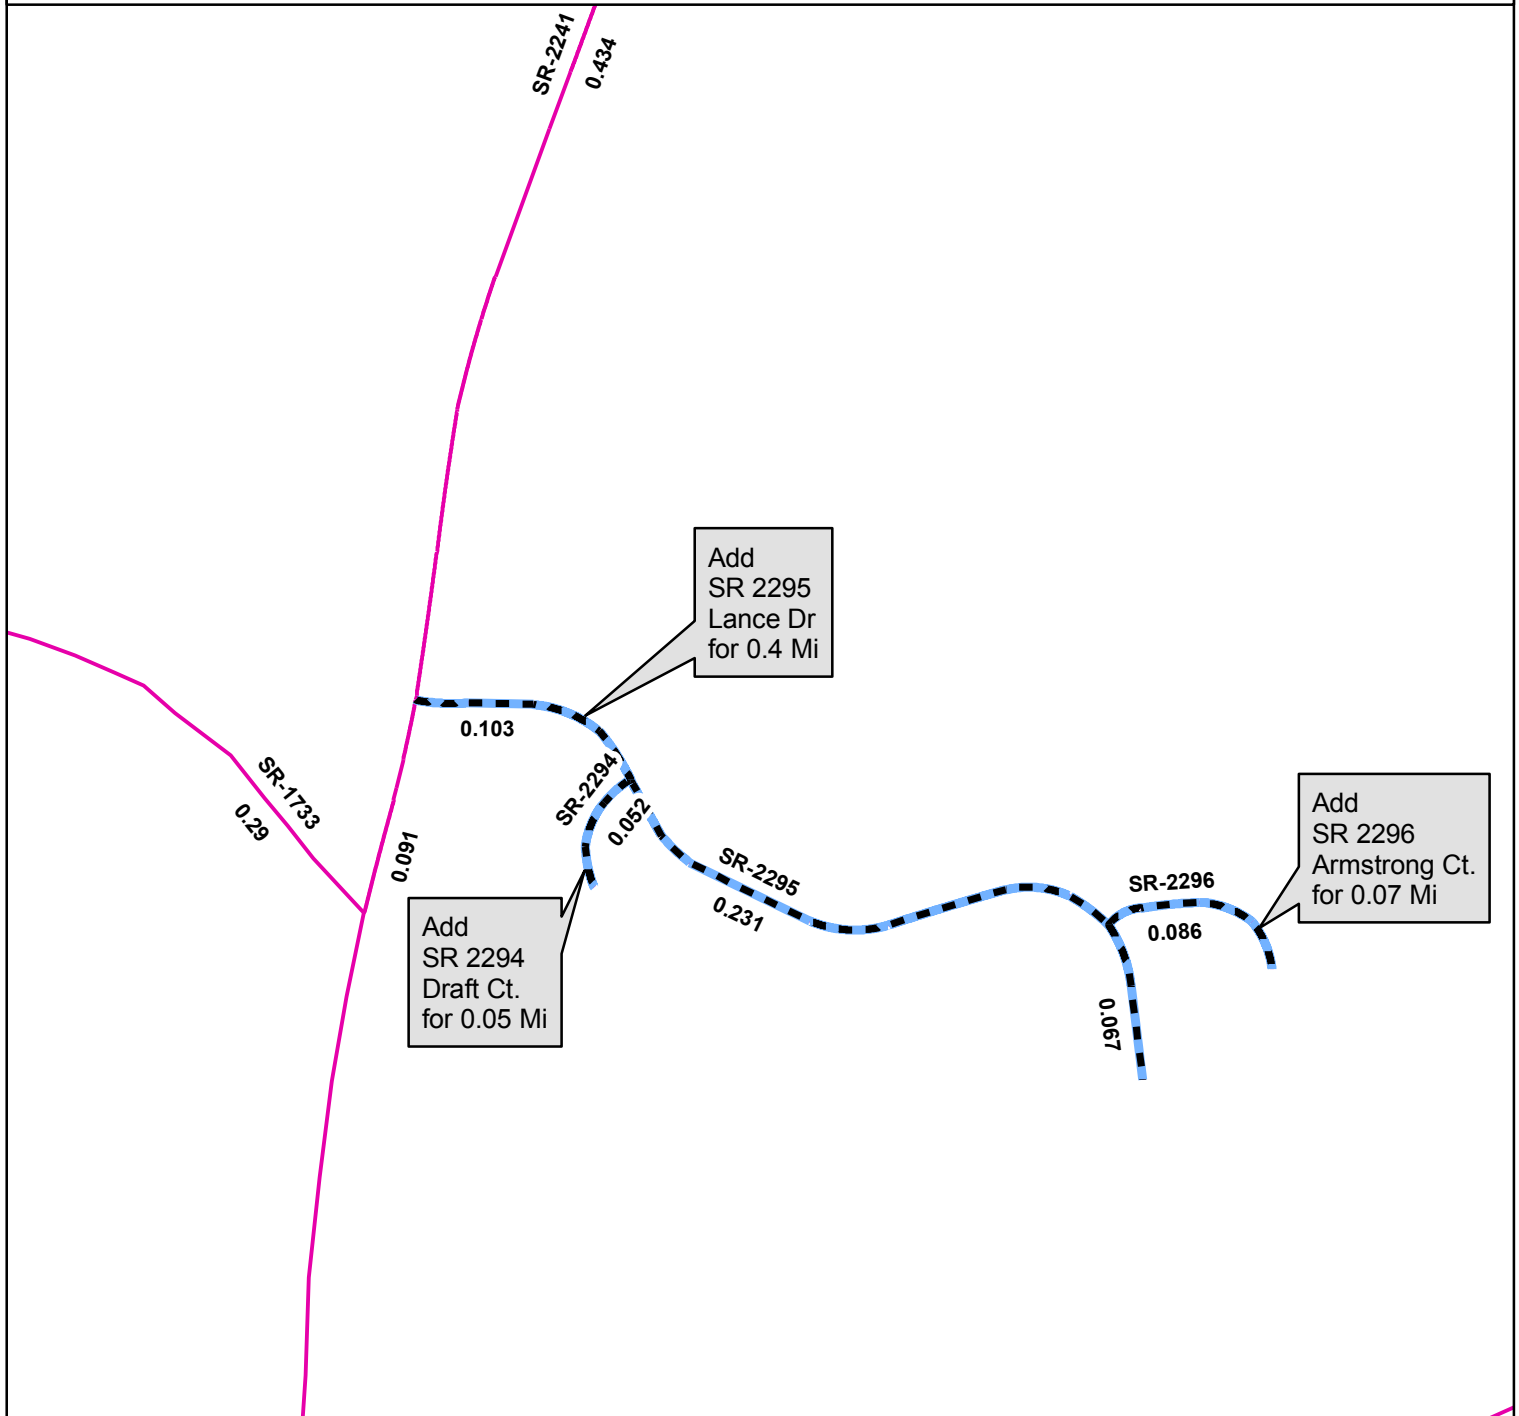 SR-2241
0.434
Add
SR 2295
Lance Dr
for 0.4 Mi
0.103
SR-1733
0.29
0.091
SR-2294
0.052
SR-2295
0.231
Add
SR 2296
Armstrong Ct.
for 0.07 Mi
SR-2296
0.086
Add
SR 2294
Draft Ct.
for 0.05 Mi
0.067